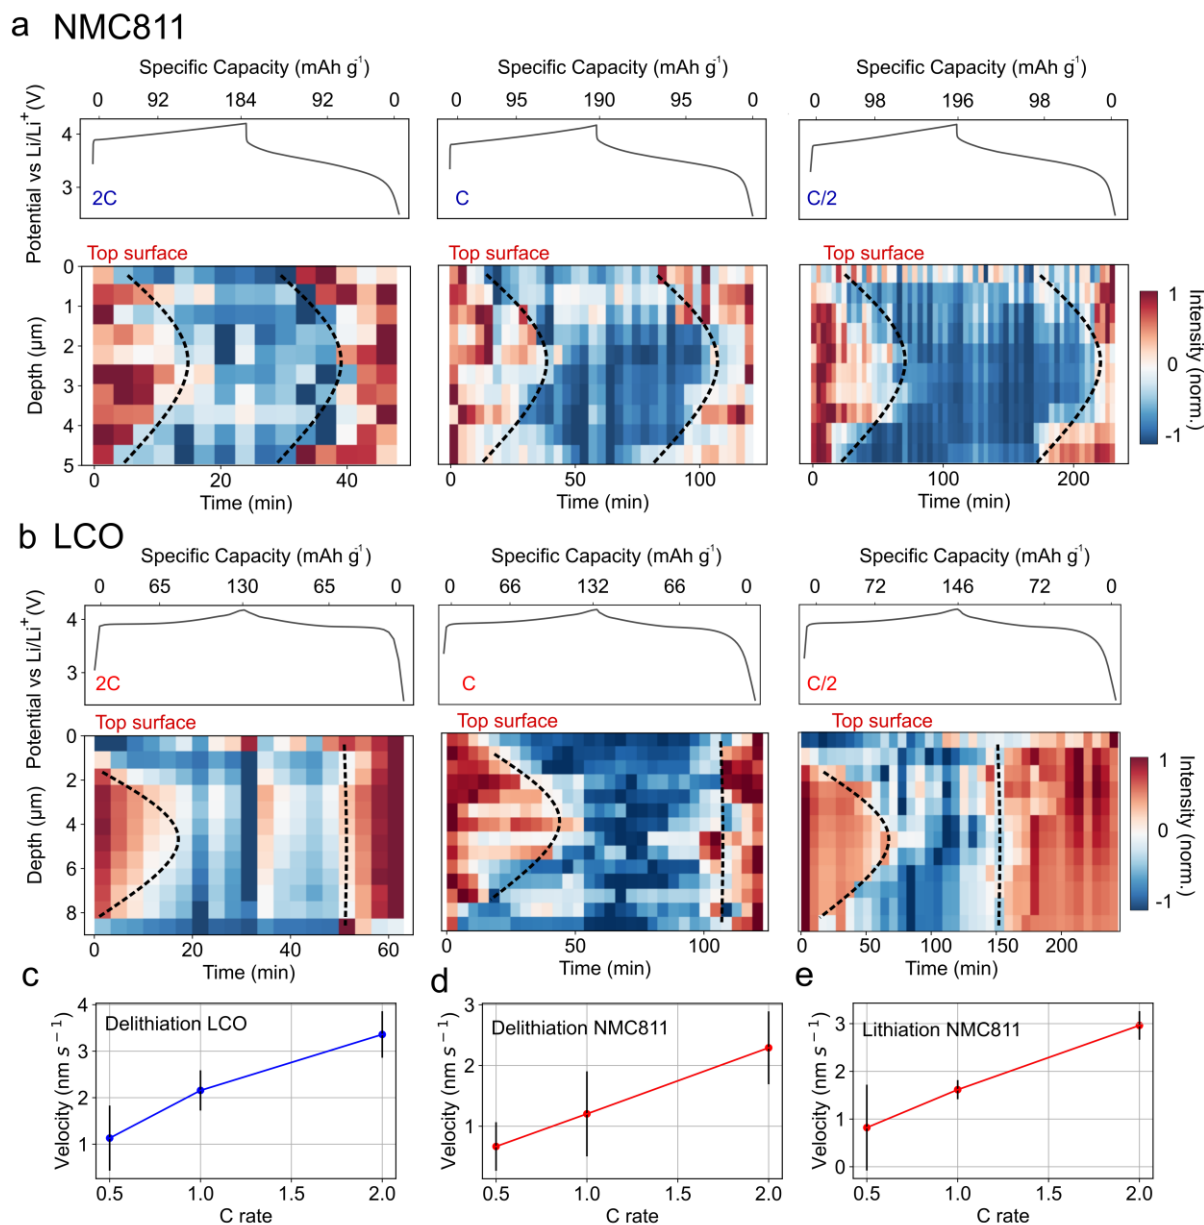 a NMC811
Specific Capacity (mAh g⁻¹) Specific Capacity (mAh g⁻¹) Specific Capacity (mAh g⁻¹)
0 92 184 92 0 0 95 190 95 0 0 98 196 98 0
Potential vs Li/Li⁺ (V)
4
3
2C C C/2
Top surface Top surface Top surface
Depth (μm)
0
1
2
3
4
5
0 20 40 0 50 100 0 100 200
Time (min) Time (min) Time (min)
Intensity (norm.)
1
0
-1
b LCO
Specific Capacity (mAh g⁻¹) Specific Capacity (mAh g⁻¹) Specific Capacity (mAh g⁻¹)
0 65 130 65 0 0 66 132 66 0 0 72 146 72 0
Potential vs Li/Li⁺ (V)
4
3
2C C C/2
Top surface Top surface Top surface
Depth (μm)
0
2
4
6
8
0 20 40 60 0 50 100 0 50 100 150 200
Time (min) Time (min) Time (min)
Intensity (norm.)
1
0
-1
c
Velocity (nm s⁻¹)
4
3
2
1
Delithiation LCO
0.5 1.0 1.5 2.0
C rate
d
Velocity (nm s⁻¹)
3
2
1
Delithiation NMC811
0.5 1.0 1.5 2.0
C rate
e
Velocity (nm s⁻¹)
3
2
1
0
Lithiation NMC811
0.5 1.0 1.5 2.0
C rate